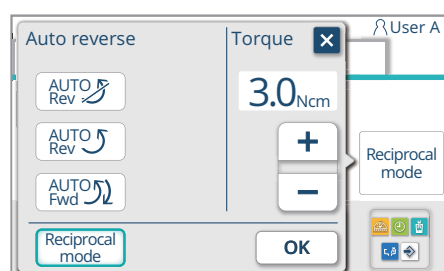 User A
Auto reverse
Torque
AUTO
Rev
3.0Ncm
AUTO
Rev
+
AUTO
Fwd
−
Reciprocal
mode
OK
Reciprocal
mode